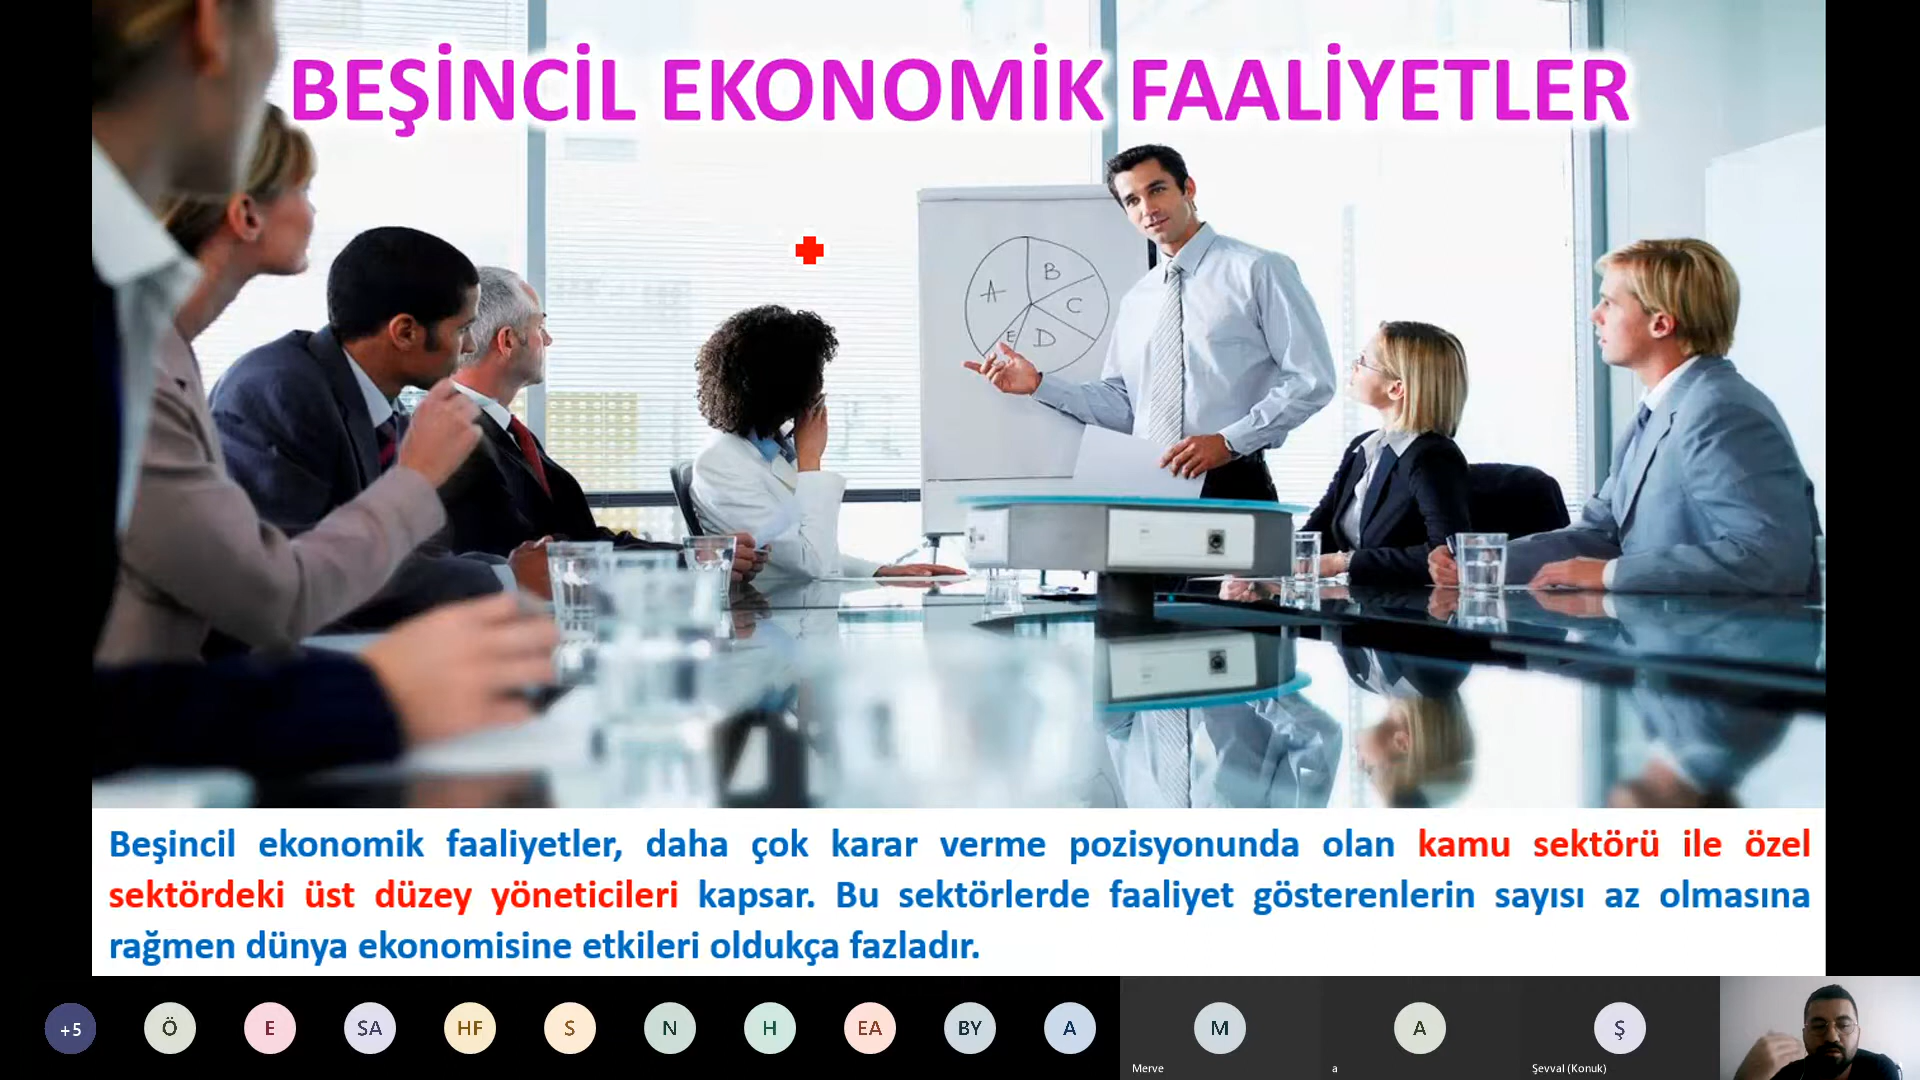 BEŞİNCİL EKONOMİK FAALİYETLER
A
B
C
D
E
Beşincil ekonomik faaliyetler, daha çok karar verme pozisyonunda olan kamu sektörü ile özel
sektördeki üst düzey yöneticileri kapsar. Bu sektörlerde faaliyet gösterenlerin sayısı az olmasına
rağmen dünya ekonomisine etkileri oldukça fazladır.
+5
Ö
E
SA
HF
S
N
H
EA
BY
A
M
A
Ş
Merve
a
Şevval (Konuk)